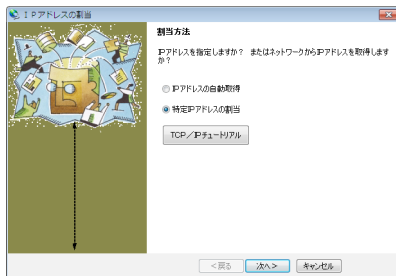 IPアドレスの割当
割当方法
IPアドレスを指定しますか？ またはネットワークからIPアドレスを取得します
か？
IPアドレスの自動取得
特定IPアドレスの割当
TCP／IPチュートリアル
<戻る
次へ>
キャンセル